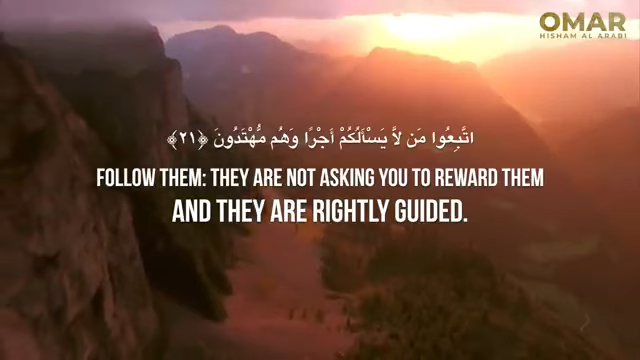 OMAR
HISHAM AL ARABI
اتَّبِعُوا مَن لاَّ يَسْأَلُكُمْ أَجْرًا وَهُم مُّهْتَدُونَ ﴿٢١﴾
FOLLOW THEM: THEY ARE NOT ASKING YOU TO REWARD THEM
AND THEY ARE RIGHTLY GUIDED.